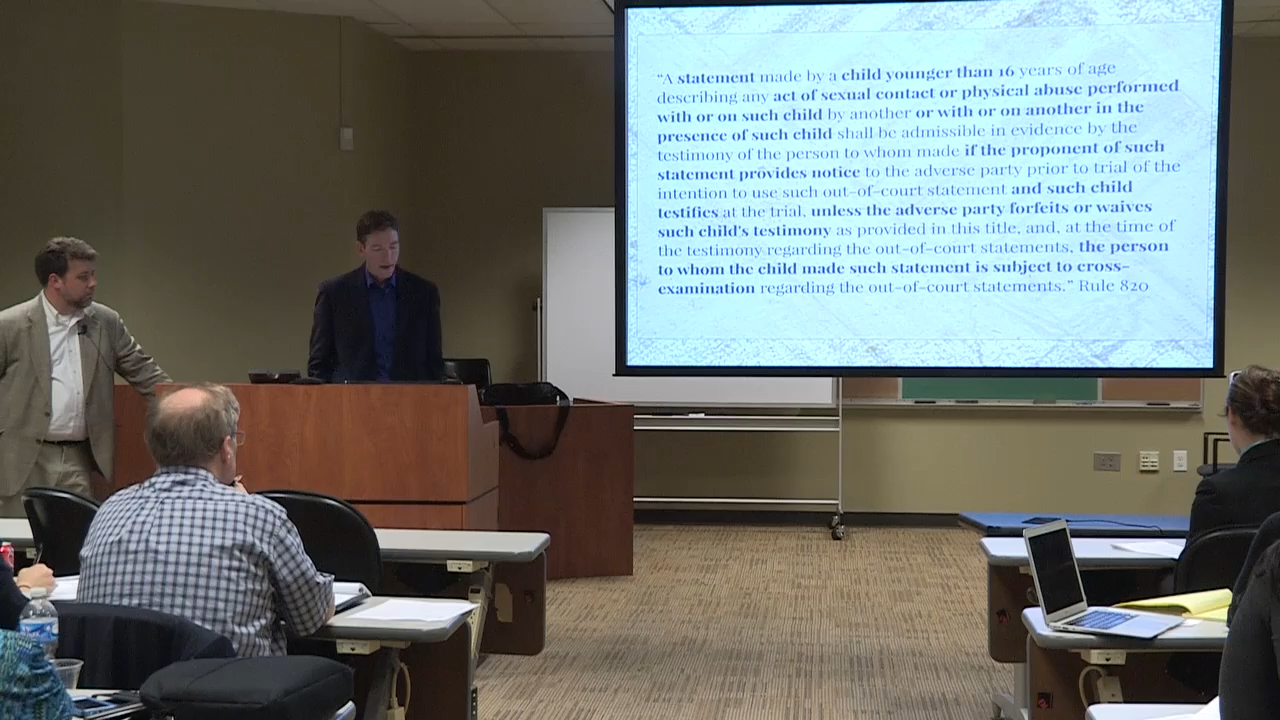 “A statement made by a child younger than 16 years of age
describing any act of sexual contact or physical abuse performed
with or on such child by another or with or on another in the
presence of such child shall be admissible in evidence by the
testimony of the person to whom made if the proponent of such
statement provides notice to the adverse party prior to trial of the
intention to use such out-of-court statement and such child
testifies at the trial, unless the adverse party forfeits or waives
such child's testimony as provided in this title, and, at the time of
the testimony regarding the out-of-court statements, the person
to whom the child made such statement is subject to cross-
examination regarding the out-of-court statements.” Rule 820